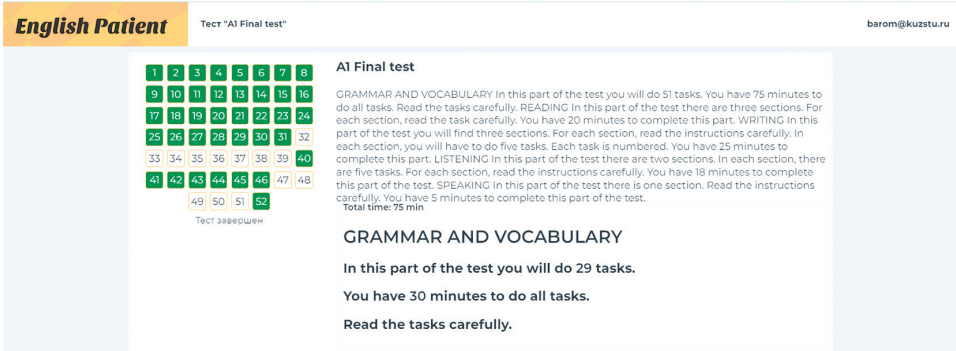 English Patient
Тест "A1 Final test"
barom@kuzstu.ru
1 2 3 4 5 6 7 8
9 10 11 12 13 14 15 16
17 18 19 20 21 22 23 24
25 26 27 28 29 30 31 32
33 34 35 36 37 38 39 40
41 42 43 44 45 46 47 48
49 50 51 52
Тест завершен
A1 Final test
GRAMMAR AND VOCABULARY In this part of the test you will do 51 tasks. You have 75 minutes to
do all tasks. Read the tasks carefully. READING In this part of the test there are three sections. For
each section, read the task carefully. You have 20 minutes to complete this part. WRITING In this
part of the test you will find three sections. For each section, read the instructions carefully. In
each section, you will have to do five tasks. Each task is numbered. You have 25 minutes to
complete this part. LISTENING In this part of the test there are two sections. In each section, there
are five tasks. For each section, read the instructions carefully. You have 18 minutes to complete
this part of the test. SPEAKING In this part of the test there is one section. Read the instructions
carefully. You have 5 minutes to complete this part of the test.
Total time: 75 min
GRAMMAR AND VOCABULARY
In this part of the test you will do 29 tasks.
You have 30 minutes to do all tasks.
Read the tasks carefully.